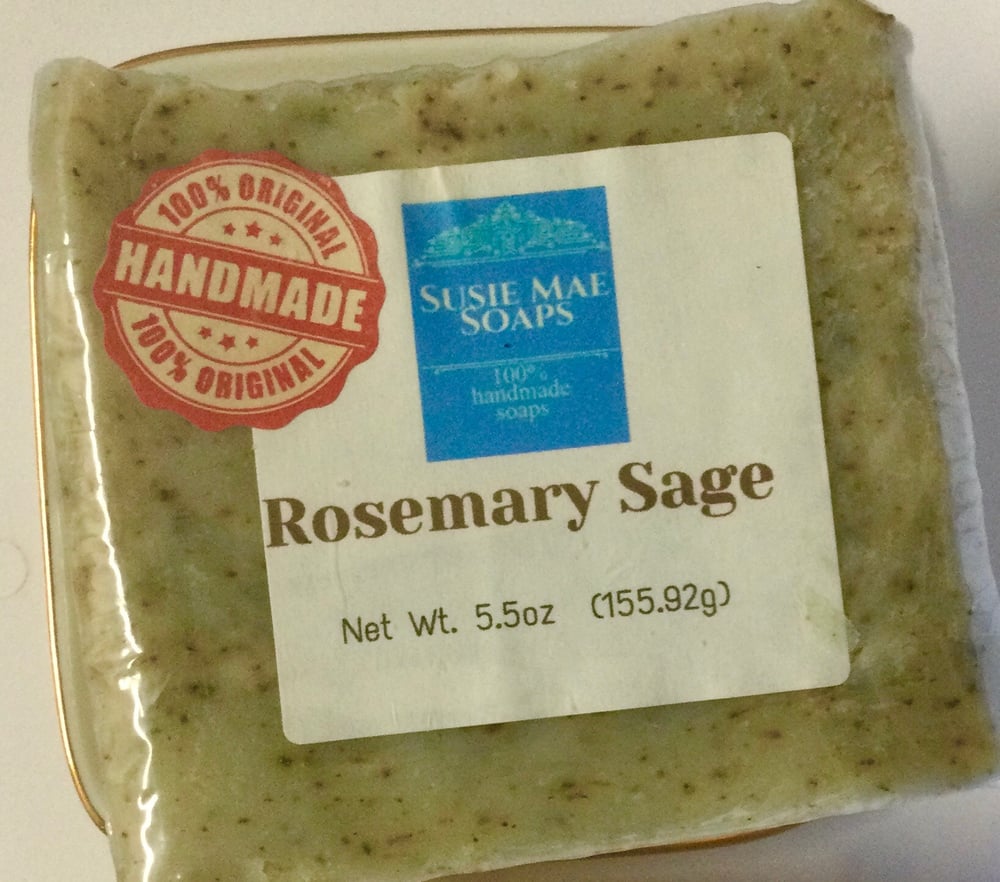 100% ORIGINAL
HANDMADE
100% ORIGINAL
SUSIE MAE
SOAPS
100%
handmade
soaps
Rosemary Sage
Net Wt. 5.5oz (155.92g)